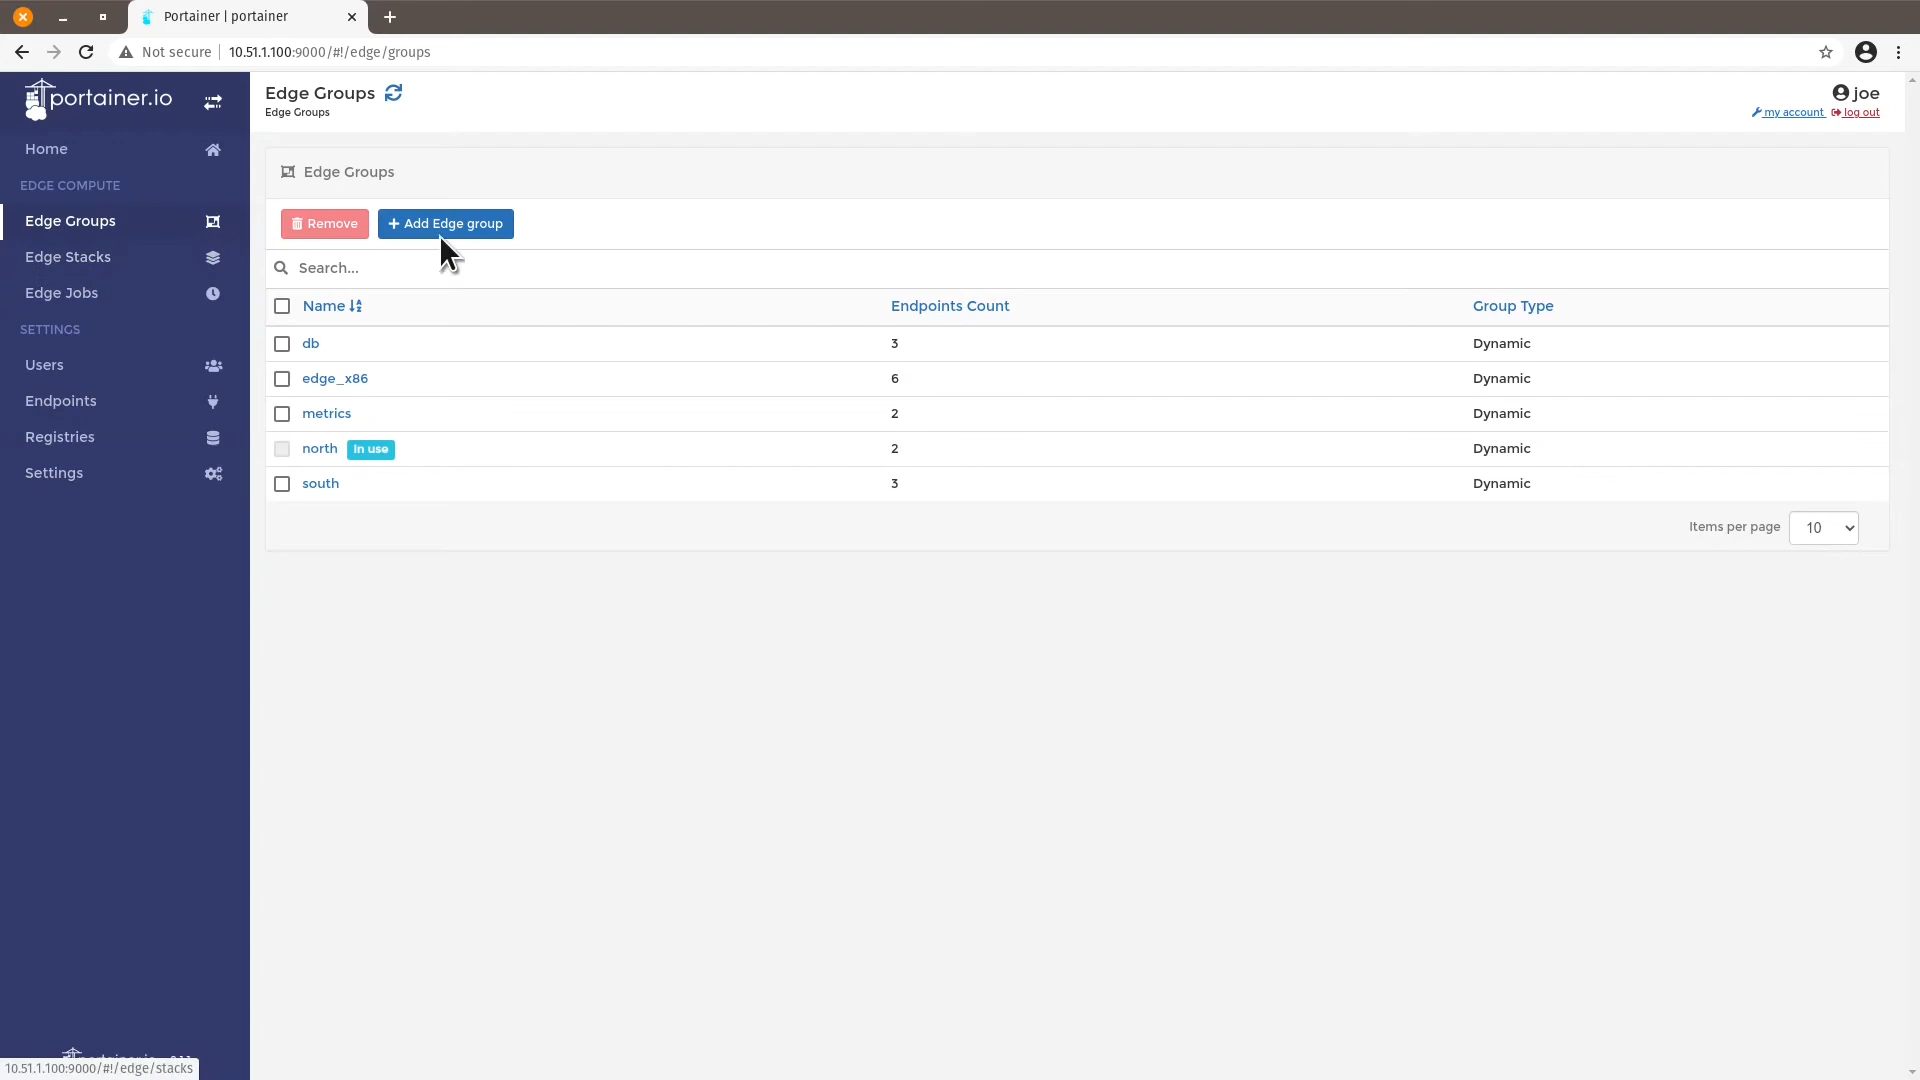 Portainer | portainer
Not secure
10.51.1.100:9000/#!/edge/groups
portainer.io
Home
EDGE COMPUTE
Edge Groups
Edge Stacks
Edge Jobs
SETTINGS
Users
Endpoints
Registries
Settings
10.51.1.100:9000/#!/edge/stacks
Edge Groups
Edge Groups
joe
my account log out
Edge Groups
Remove
Add Edge group
Search...
Name Endpoints Count Group Type
db 3 Dynamic
edge_x86 6 Dynamic
metrics 2 Dynamic
north In use 2 Dynamic
south 3 Dynamic
Items per page 10